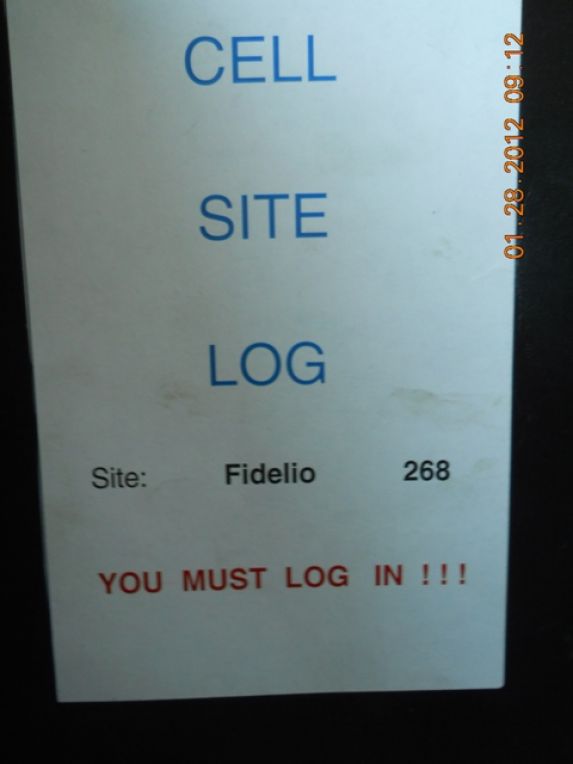 CELL
SITE
LOG
Site: Fidelio 268
YOU MUST LOG IN ! ! !
01.28.2012 09:12